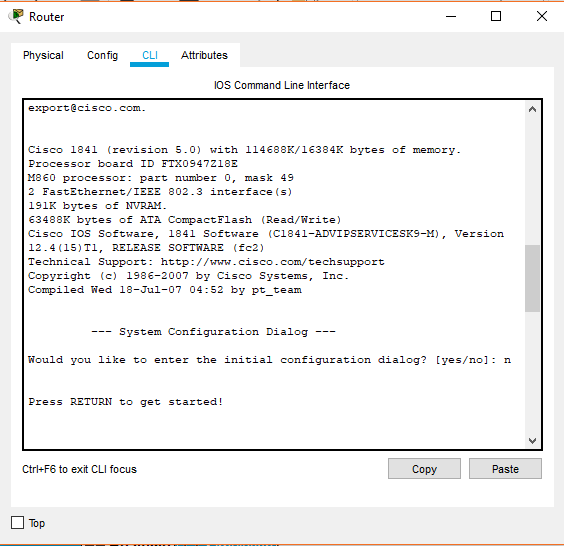 Router
Physical Config CLI Attributes
IOS Command Line Interface
export@cisco.com.
Cisco 1841 (revision 5.0) with 114688K/16384K bytes of memory.
Processor board ID FTX0947Z18E
M860 processor: part number 0, mask 49
2 FastEthernet/IEEE 802.3 interface(s)
191K bytes of NVRAM.
63488K bytes of ATA CompactFlash (Read/Write)
Cisco IOS Software, 1841 Software (C1841-ADVIPSERVICESK9-M), Version
12.4(15)T1, RELEASE SOFTWARE (fc2)
Technical Support: http://www.cisco.com/techsupport
Copyright (c) 1986-2007 by Cisco Systems, Inc.
Compiled Wed 18-Jul-07 04:52 by pt_team
--- System Configuration Dialog ---
Would you like to enter the initial configuration dialog? [yes/no]: n
Press RETURN to get started!
Ctrl+F6 to exit CLI focus Copy Paste
Top